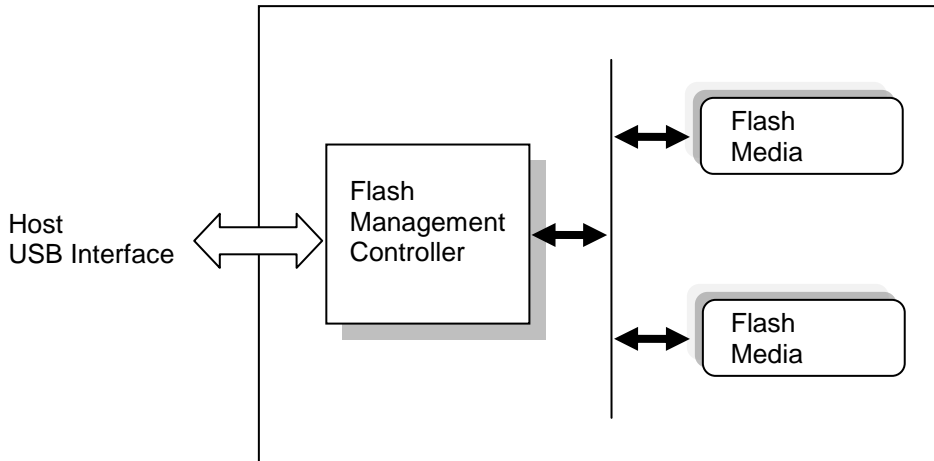 Host
USB Interface
Flash
Management
Controller
Flash
Media
Flash
Media